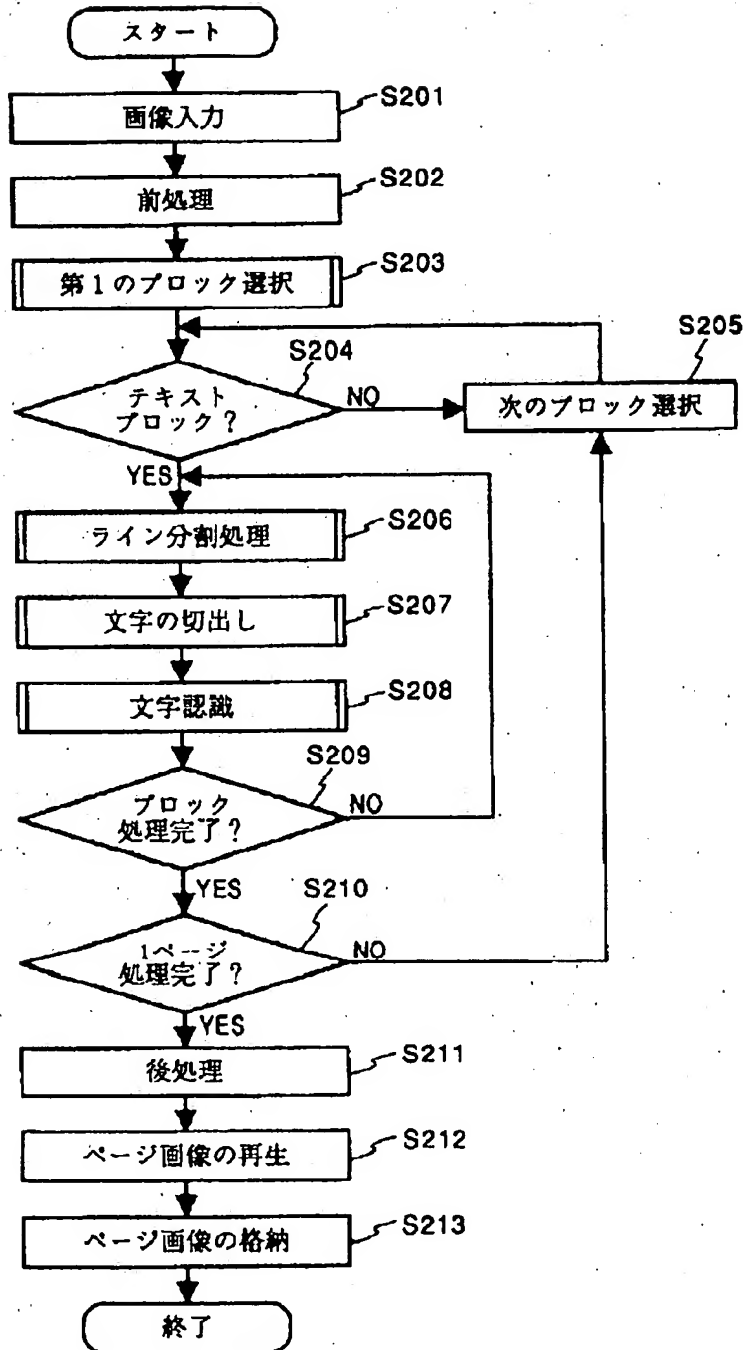 スタート
画像入力
S201
前処理
S202
第1のブロック選択
S203
S204
テキスト
ブロック?
NO
S205
次のブロック選択
YES
ライン分割処理
S206
文字の切出し
S207
文字認識
S208
S209
ブロック
処理完了?
NO
YES
S210
1ページ
処理完了?
NO
YES
後処理
S211
ページ画像の再生
S212
ページ画像の格納
S213
終了